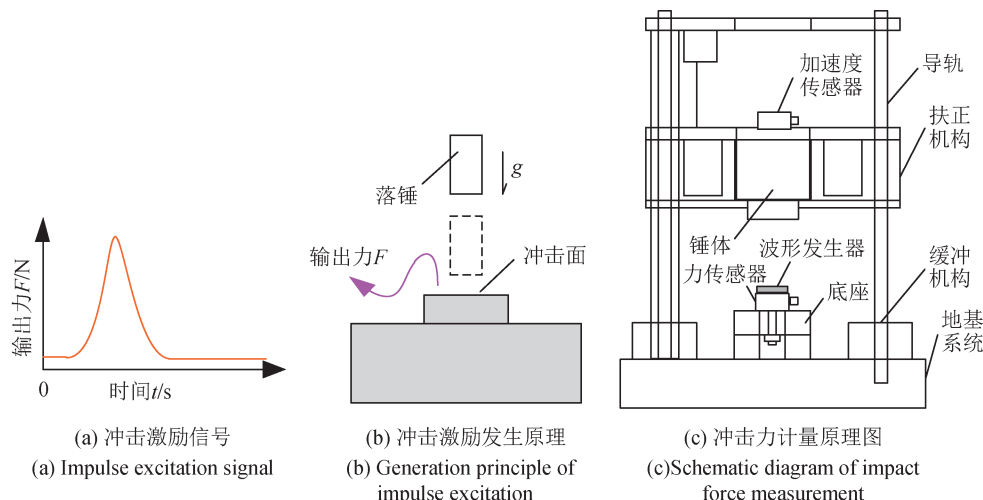 输出力F/N
0
时间t/s
(a) 冲击激励信号
(a) Impulse excitation signal
落锤
g
输出力F
冲击面
(b) 冲击激励发生原理
(b) Generation principle of
impulse excitation
加速度
传感器
导轨
扶正
机构
锤体
波形发生器
力传感器
底座
缓冲
机构
地基
系统
(c) 冲击力计量原理图
(c)Schematic diagram of impact
force measurement